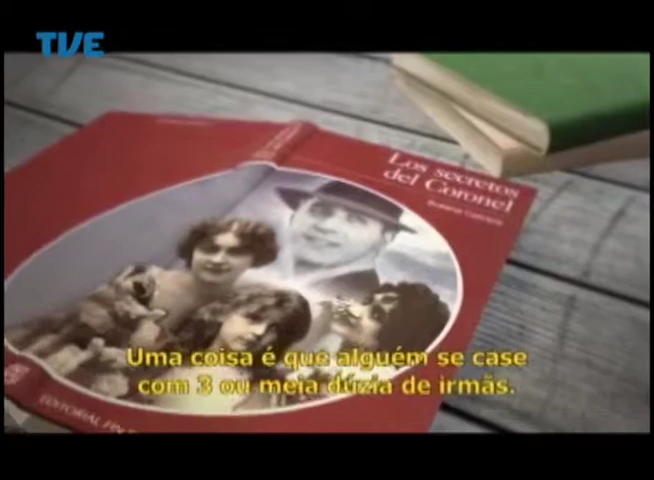 TVE
Los secretos
del Coronel
Uma coisa é que alguém se case
com 3 ou meia dúzia de irmãs.
EDITORIAL FIN